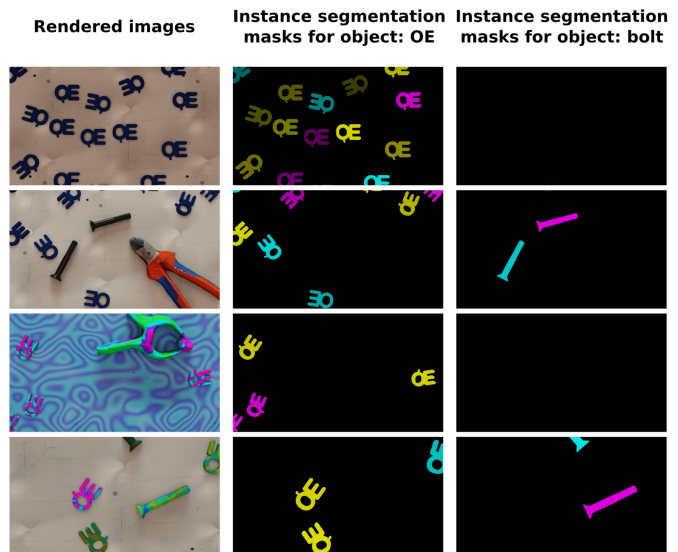 Rendered images
Instance segmentation
masks for object: OE
Instance segmentation
masks for object: bolt